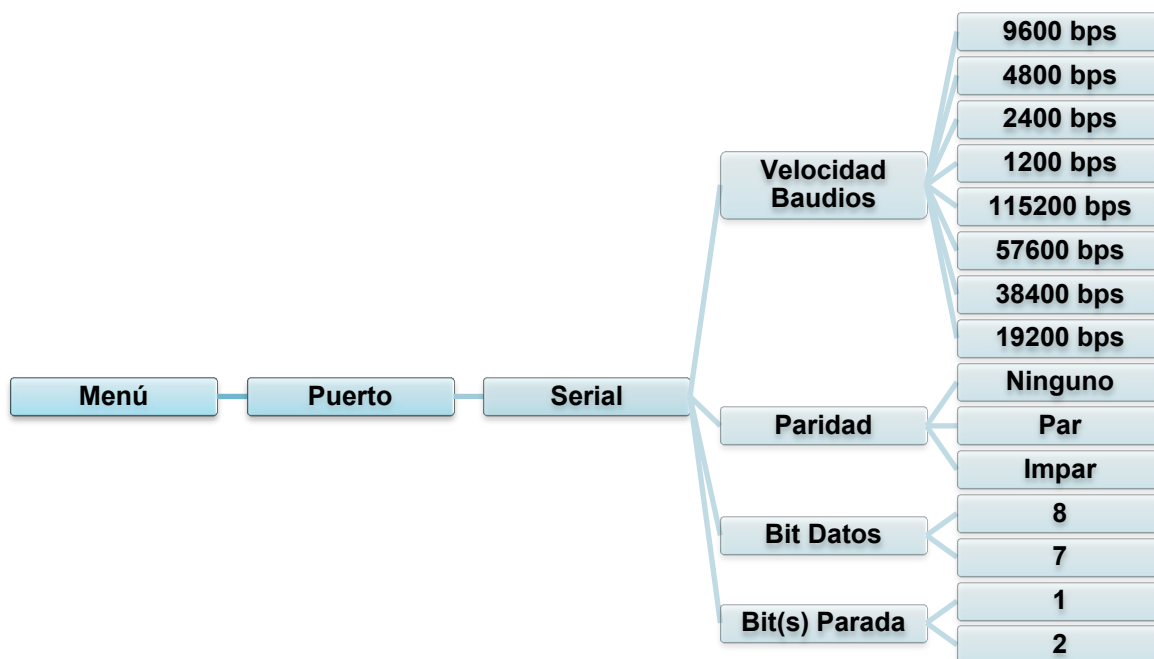 Menú
Puerto
Serial
Velocidad
Baudios
9600 bps
4800 bps
2400 bps
1200 bps
115200 bps
57600 bps
38400 bps
19200 bps
Paridad
Ninguno
Par
Impar
Bit Datos
8
7
Bit(s) Parada
1
2